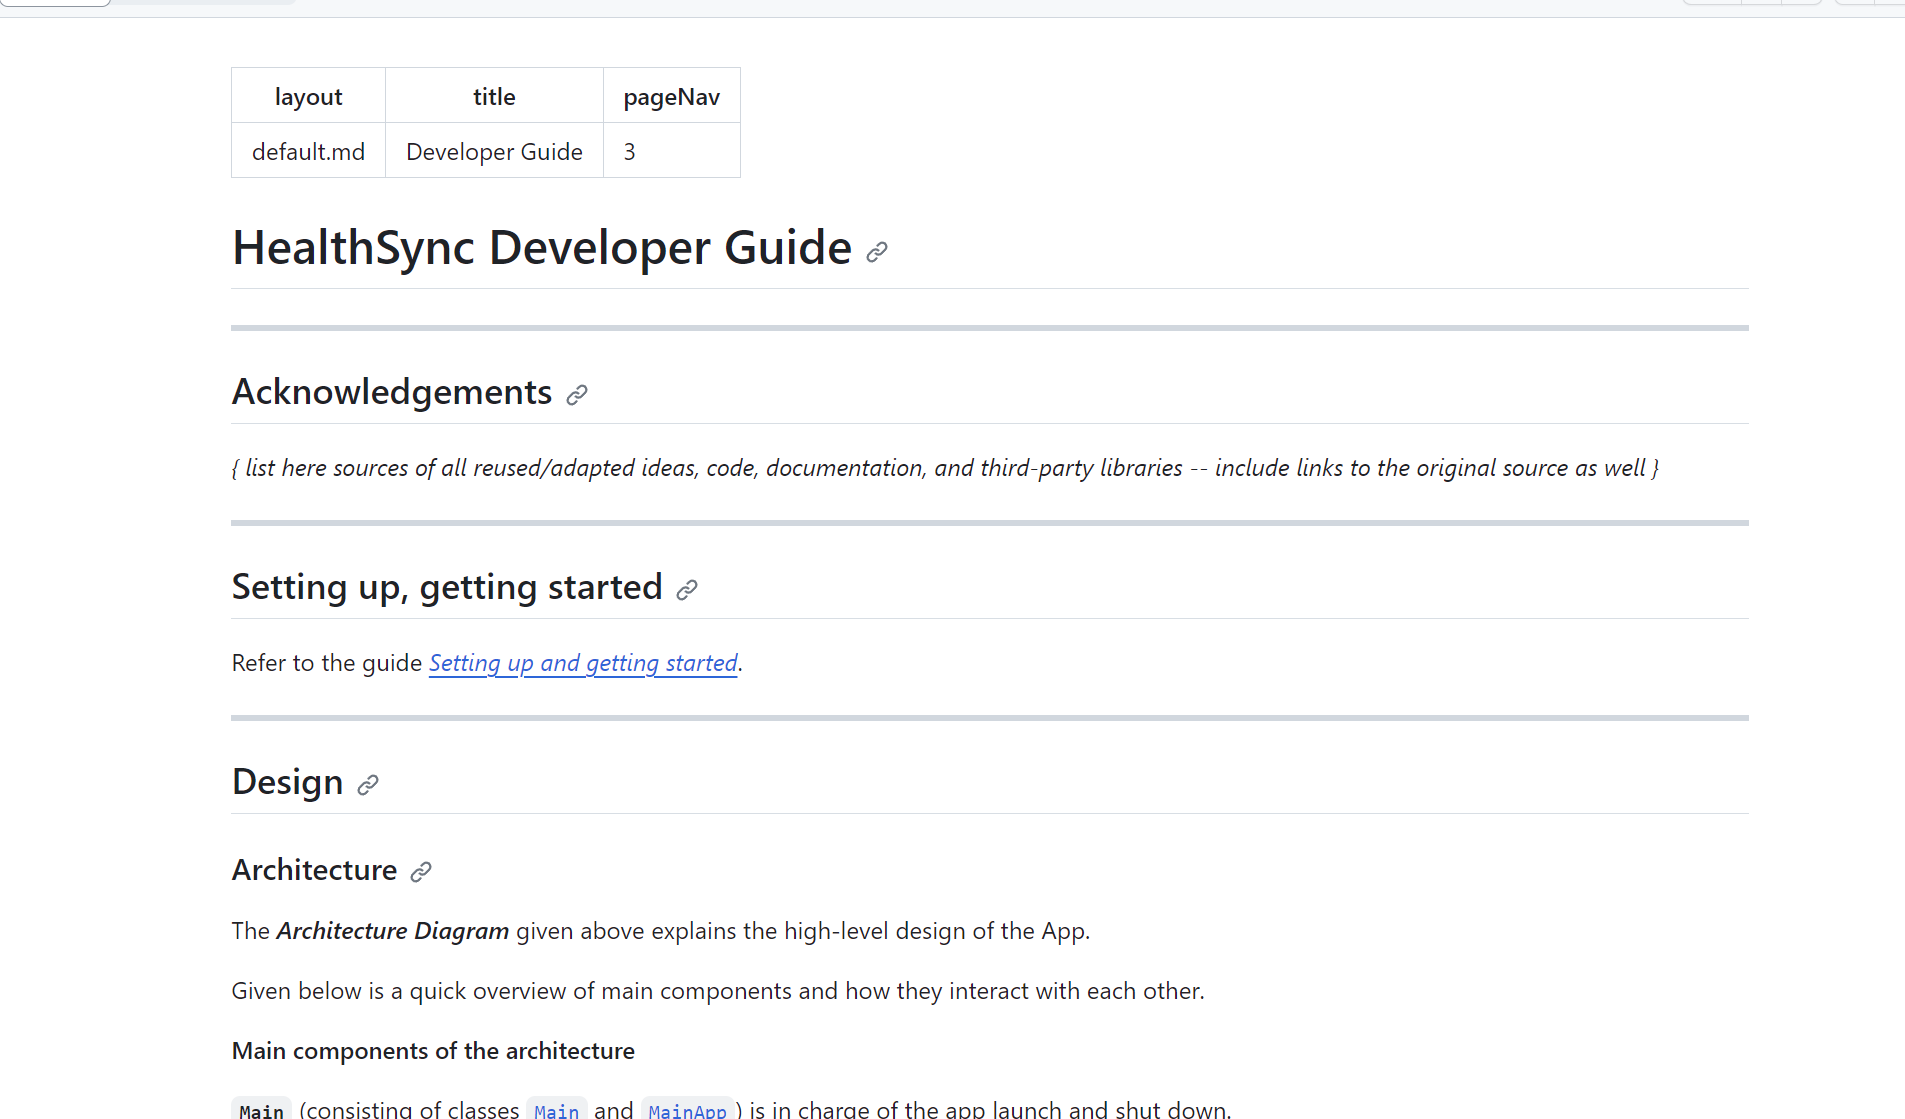 layout title pageNav
default.md Developer Guide 3
HealthSync Developer Guide
Acknowledgements
{ list here sources of all reused/adapted ideas, code, documentation, and third-party libraries -- include links to the original source as well }
Setting up, getting started
Refer to the guide Setting up and getting started.
Design
Architecture
The Architecture Diagram given above explains the high-level design of the App.
Given below is a quick overview of main components and how they interact with each other.
Main components of the architecture
Main (consisting of classes Main and MainApp) is in charge of the app launch and shut down.